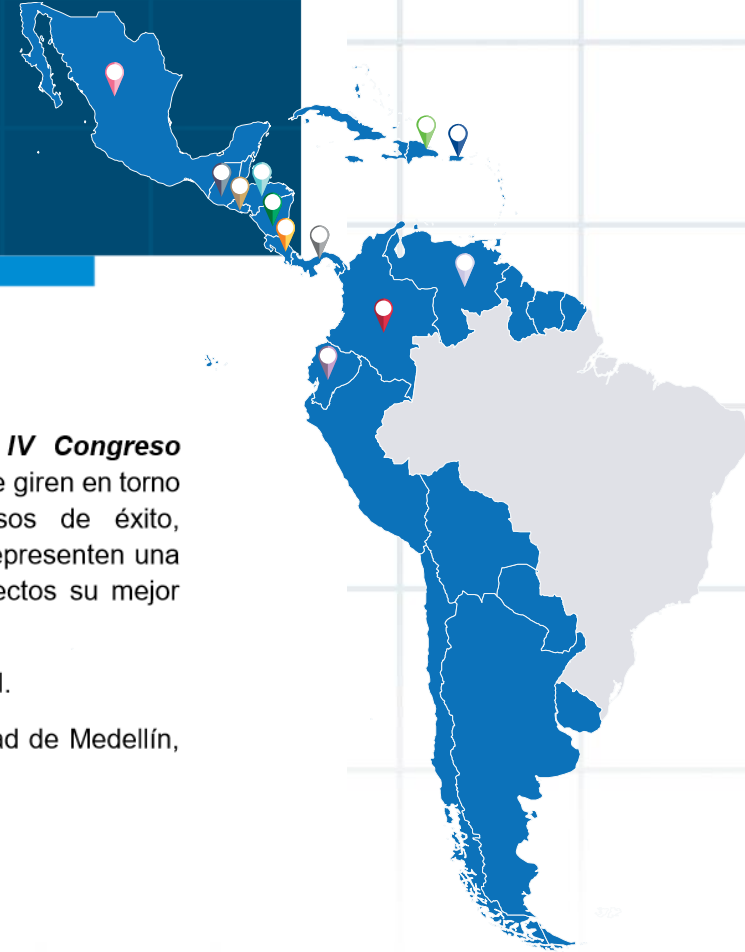 IV Congreso
e giren en torno
sos de éxito,
epresenten una
ectos su mejor
l.
ad de Medellín,